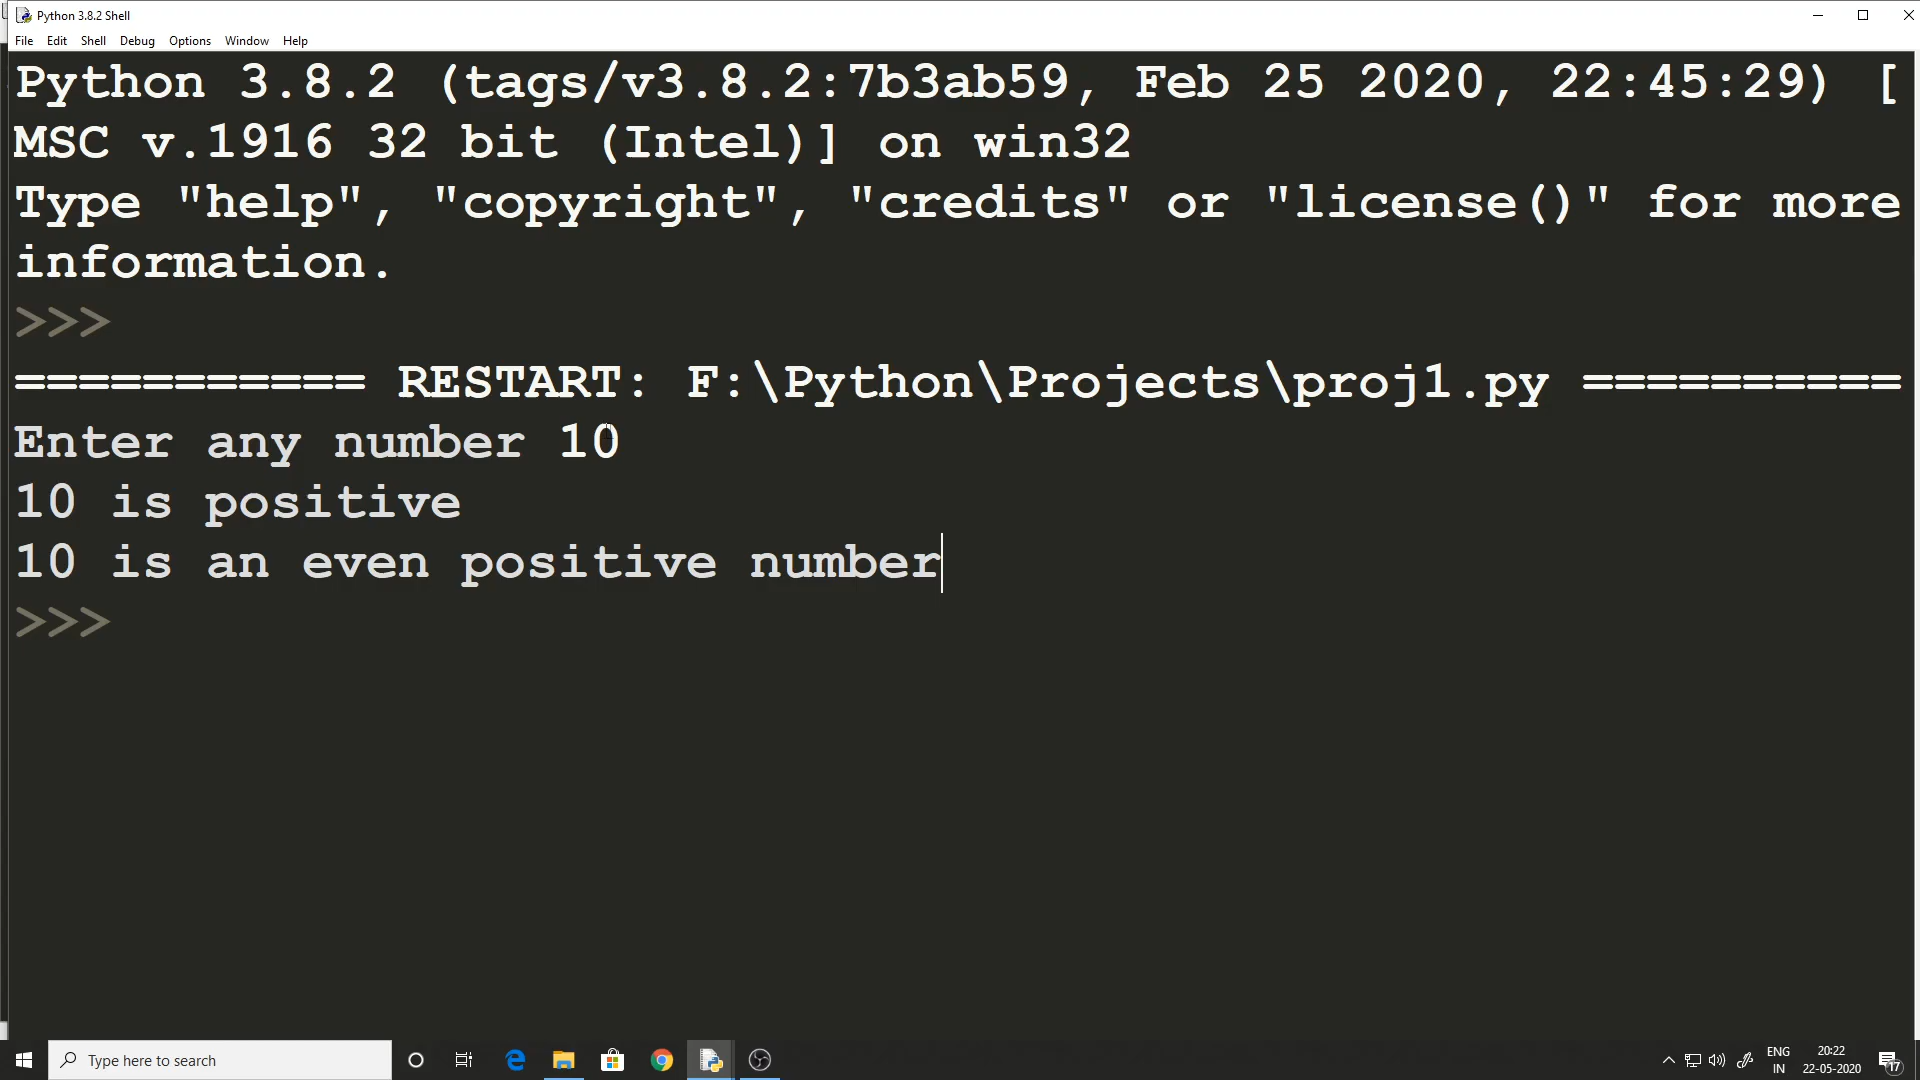 Python 3.8.2 Shell
File Edit Shell Debug Options Window Help
Python 3.8.2 (tags/v3.8.2:7b3ab59, Feb 25 2020, 22:45:29) [
MSC v.1916 32 bit (Intel)] on win32
Type "help", "copyright", "credits" or "license()" for more
information.
>>>
=========== RESTART: F:\Python\Projects\proj1.py ==========
Enter any number 10
10 is positive
10 is an even positive number
>>>
Type here to search
ENG
IN
20:22
22-05-2020
17